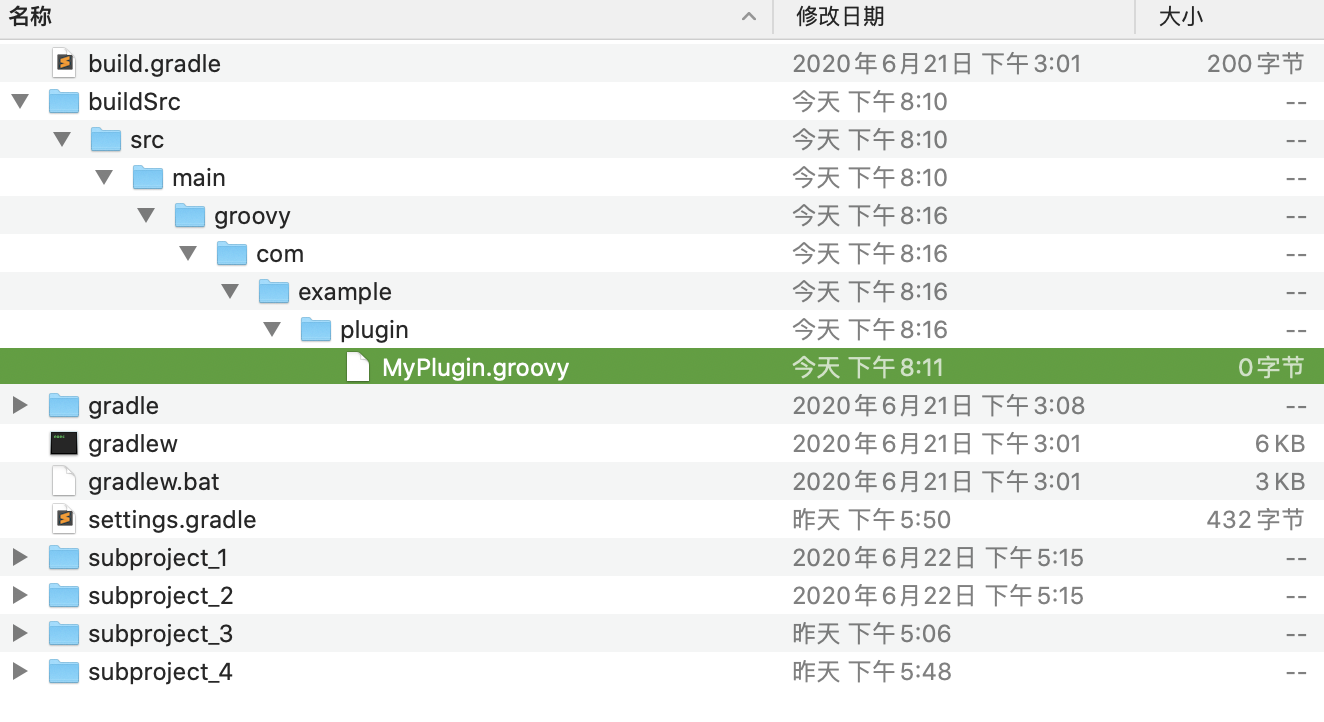 名称 修改日期 大小
build.gradle 2020年6月21日 下午3:01 200字节
buildSrc 今天 下午8:10 --
src 今天 下午8:10 --
main 今天 下午8:10 --
groovy 今天 下午8:16 --
com 今天 下午8:16 --
example 今天 下午8:16 --
plugin 今天 下午8:16 --
MyPlugin.groovy 今天 下午8:11 0字节
gradle 2020年6月21日 下午3:08 --
gradlew 2020年6月21日 下午3:01 6 KB
gradlew.bat 2020年6月21日 下午3:01 3 KB
settings.gradle 昨天 下午5:50 432字节
subproject_1 2020年6月22日 下午5:15 --
subproject_2 2020年6月22日 下午5:15 --
subproject_3 昨天 下午5:06 --
subproject_4 昨天 下午5:48 --